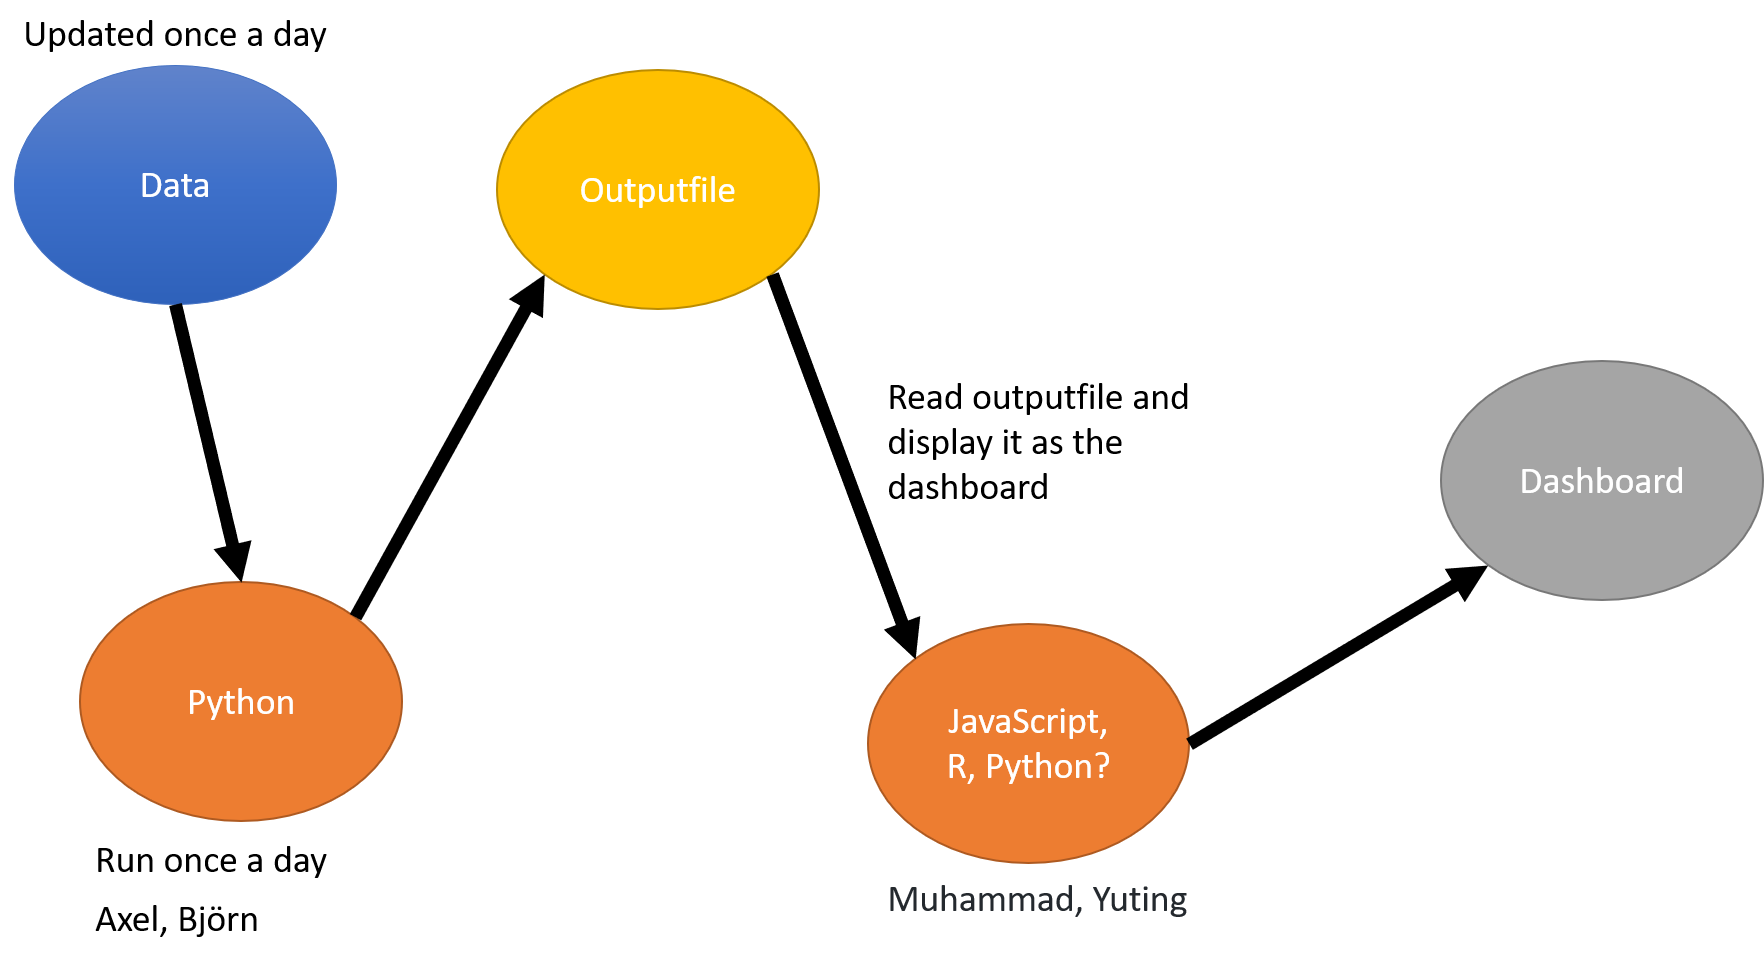 Updated once a day
Data
Outputfile
Read outputfile and
display it as the
dashboard
Dashboard
Python
JavaScript,
R, Python?
Run once a day
Axel, Björn
Muhammad, Yuting